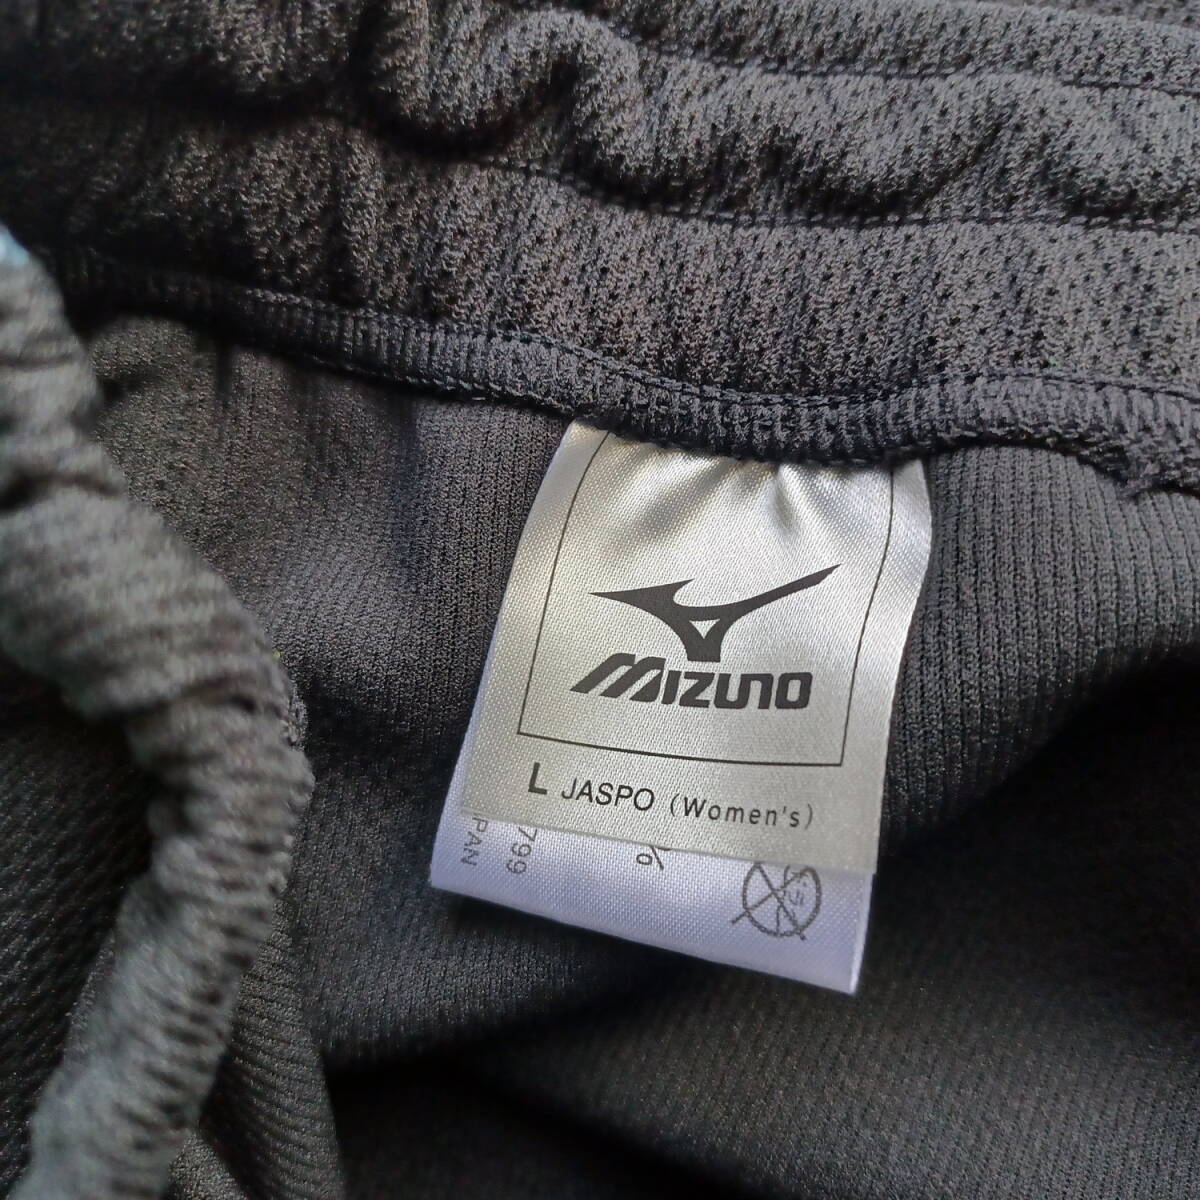 MIZUNO
L JASPO (Women's)
799
%
PAN